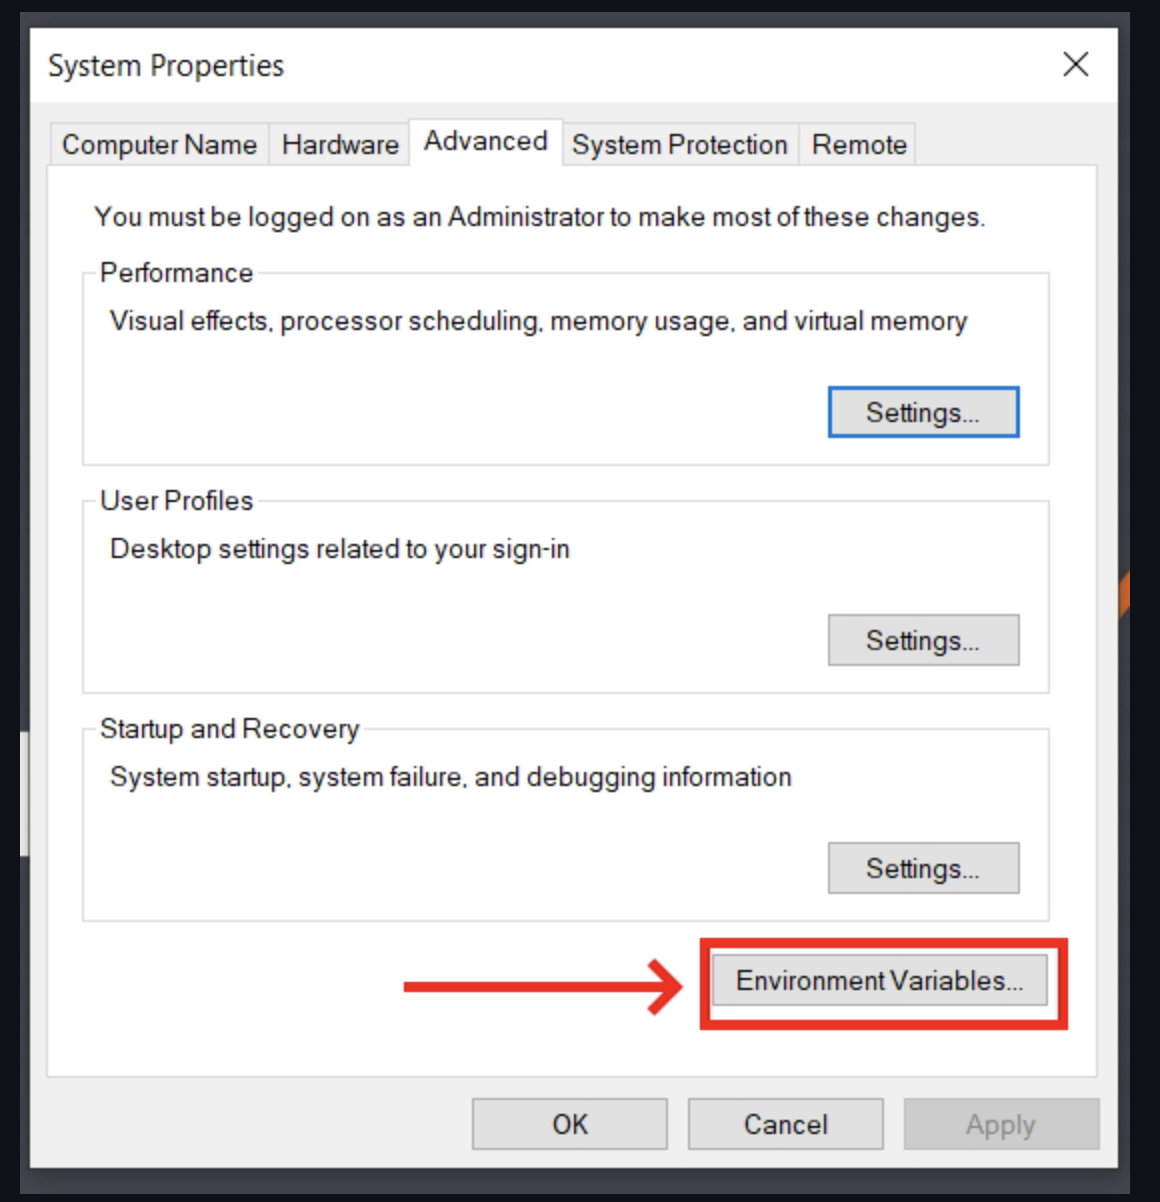 System Properties
Computer Name
Hardware
Advanced
System Protection
Remote
You must be logged on as an Administrator to make most of these changes.
Performance
Visual effects, processor scheduling, memory usage, and virtual memory
Settings...
User Profiles
Desktop settings related to your sign-in
Settings...
Startup and Recovery
System startup, system failure, and debugging information
Settings...
Environment Variables...
OK
Cancel
Apply